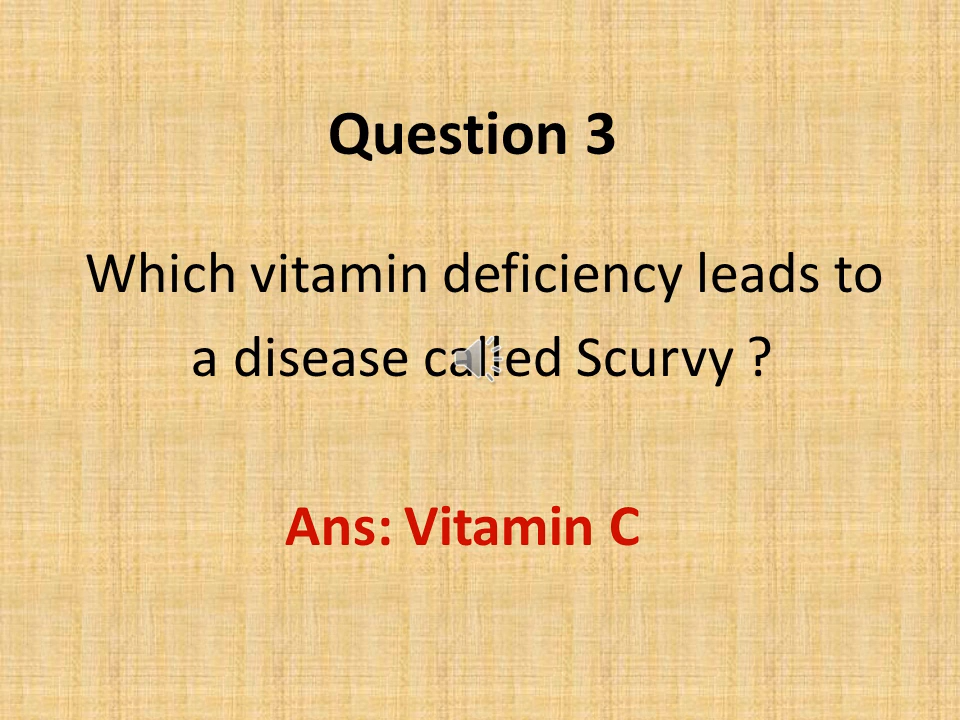 Question 3
Which vitamin deficiency leads to
a disease called Scurvy ?
Ans: Vitamin C